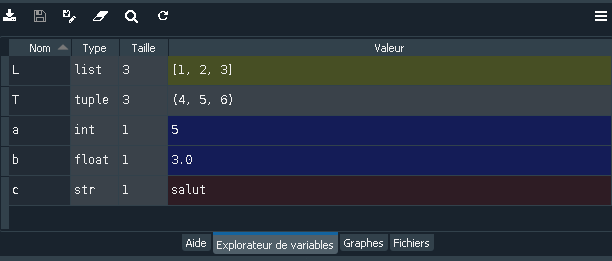 Nom Type Taille Valeur
L list 3 [1, 2, 3]
T tuple 3 (4, 5, 6)
a int 1 5
b float 1 3.0
c str 1 salut
Aide Explorateur de variables Graphes Fichiers